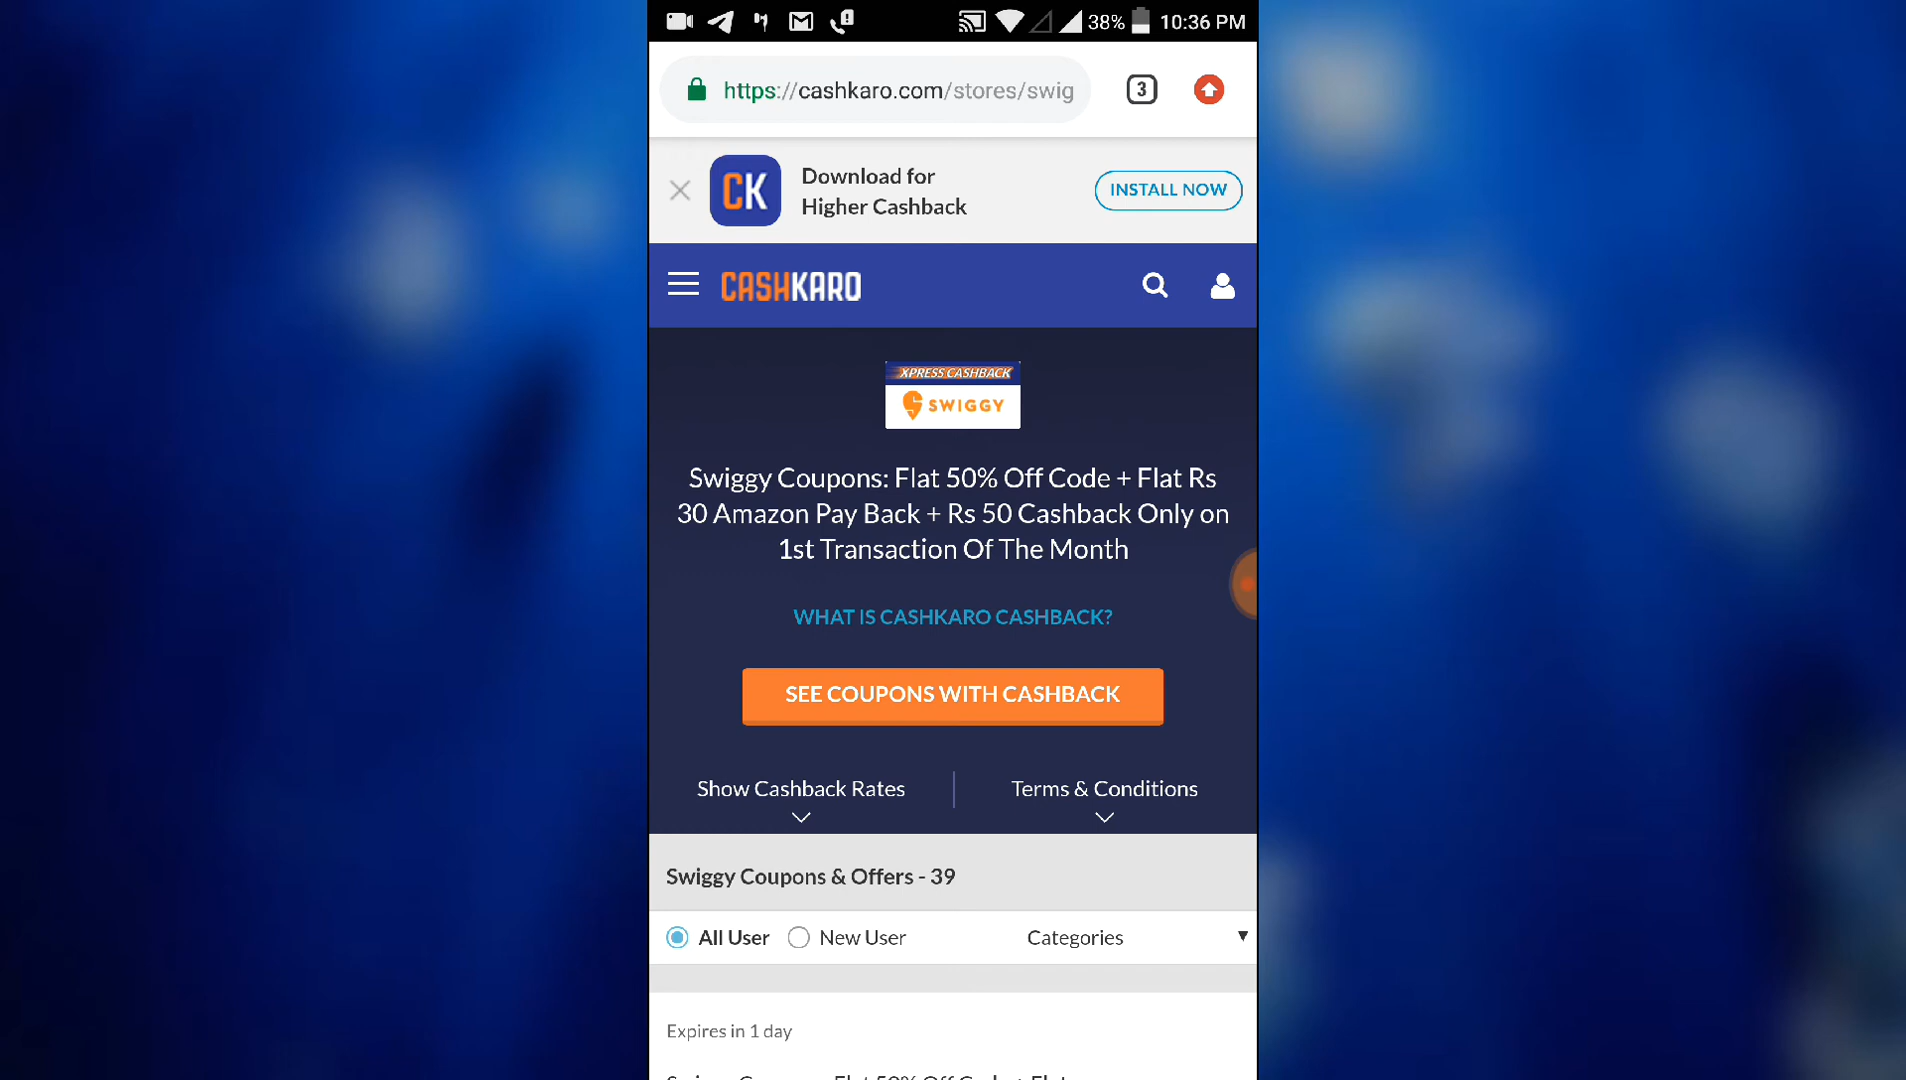 38% 10:36 PM
https://cashkaro.com/stores/swig
3
Download for
Higher Cashback
INSTALL NOW
CK
CASHKARO
XPRESS CASHBACK
SWIGGY
Swiggy Coupons: Flat 50% Off Code + Flat Rs
30 Amazon Pay Back + Rs 50 Cashback Only on
1st Transaction Of The Month
WHAT IS CASHKARO CASHBACK?
SEE COUPONS WITH CASHBACK
Show Cashback Rates
Terms & Conditions
Swiggy Coupons & Offers - 39
All User
New User
Categories
Expires in 1 day